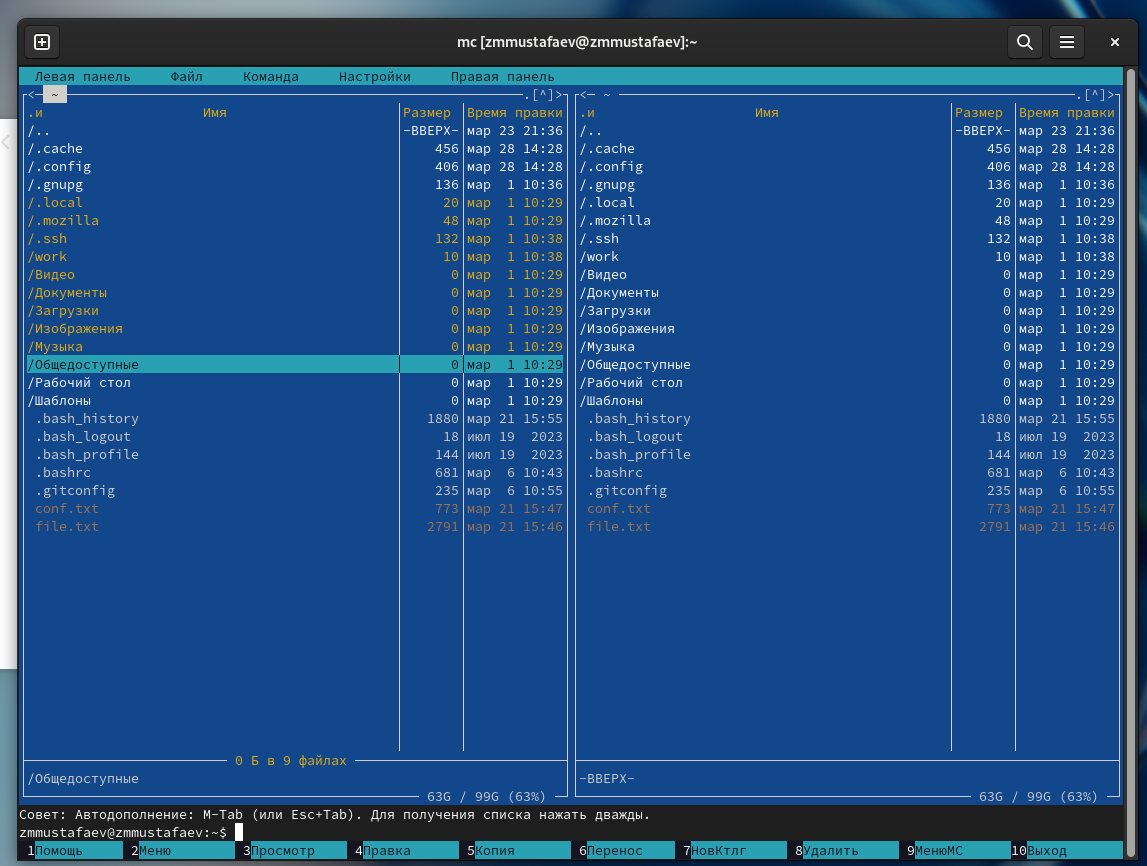 mc [zmmustafaev@zmmustafaev]:~
Левая панель Файл Команда Настройки Правая панель
<- ~ .[^]>
.и Имя Размер Время правки
/.. -ВВЕРХ- мар 23 21:36
/.cache 456 мар 28 14:28
/.config 406 мар 28 14:28
/.gnupg 136 мар 1 10:36
/.local 20 мар 1 10:29
/.mozilla 48 мар 1 10:29
/.ssh 132 мар 1 10:38
/work 10 мар 1 10:38
/Видео 0 мар 1 10:29
/Документы 0 мар 1 10:29
/Загрузки 0 мар 1 10:29
/Изображения 0 мар 1 10:29
/Музыка 0 мар 1 10:29
/Общедоступные 0 мар 1 10:29
/Рабочий стол 0 мар 1 10:29
/Шаблоны 0 мар 1 10:29
.bash_history 1880 мар 21 15:55
.bash_logout 18 июл 19 2023
.bash_profile 144 июл 19 2023
.bashrc 681 мар 6 10:43
.gitconfig 235 мар 6 10:55
conf.txt 773 мар 21 15:47
file.txt 2791 мар 21 15:46
0 Б в 9 файлах
/Общедоступные
63G / 99G (63%)
<- ~ .[^]>
.и Имя Размер Время правки
/.. -ВВЕРХ- мар 23 21:36
/.cache 456 мар 28 14:28
/.config 406 мар 28 14:28
/.gnupg 136 мар 1 10:36
/.local 20 мар 1 10:29
/.mozilla 48 мар 1 10:29
/.ssh 132 мар 1 10:38
/work 10 мар 1 10:38
/Видео 0 мар 1 10:29
/Документы 0 мар 1 10:29
/Загрузки 0 мар 1 10:29
/Изображения 0 мар 1 10:29
/Музыка 0 мар 1 10:29
/Общедоступные 0 мар 1 10:29
/Рабочий стол 0 мар 1 10:29
/Шаблоны 0 мар 1 10:29
.bash_history 1880 мар 21 15:55
.bash_logout 18 июл 19 2023
.bash_profile 144 июл 19 2023
.bashrc 681 мар 6 10:43
.gitconfig 235 мар 6 10:55
conf.txt 773 мар 21 15:47
file.txt 2791 мар 21 15:46
-ВВЕРХ-
63G / 99G (63%)
Совет: Автодополнение: M-Tab (или Esc+Tab). Для получения списка нажать дважды.
zmmustafaev@zmmustafaev:~$
1Помощь 2Меню 3Просмотр 4Правка 5Копия 6Перенос 7НовКтлг 8Удалить 9МенюMC 10Выход